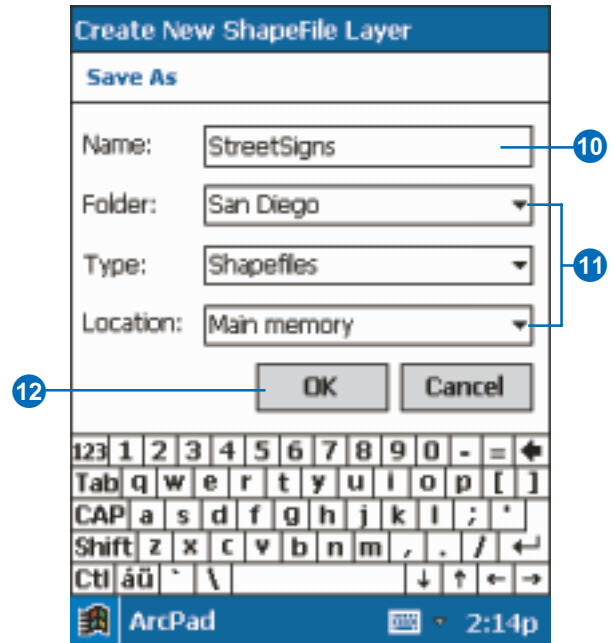 Create New ShapeFile Layer
Save As
Name: StreetSigns 10
Folder: San Diego
11
Type: Shapefiles
Location: Main memory
12 OK Cancel
123 1 2 3 4 5 6 7 8 9 0 - =
Tab q w e r t y u i o p [ ]
CAP a s d f g h j k l ; '
Shift z x c v b n m , . /
Ctl áü ` \ ↓ ↑ ← →
ArcPad 2:14p